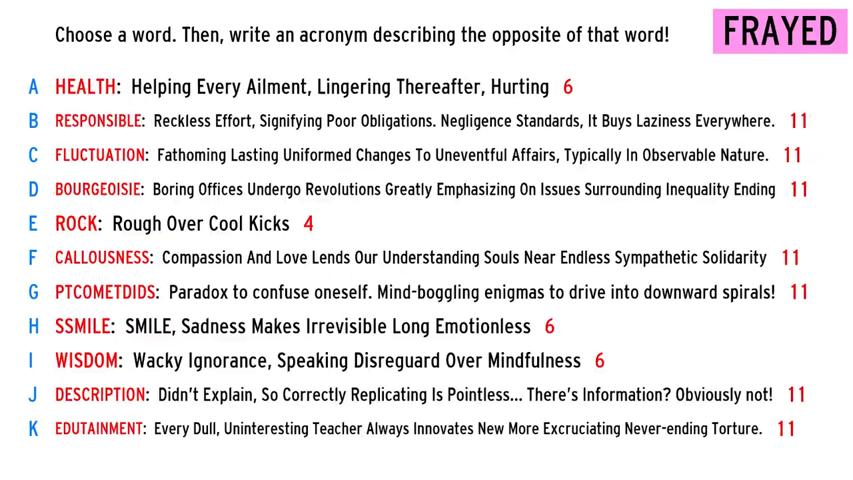 Choose a word. Then, write an acronym describing the opposite of that word!
FRAYED
A HEALTH: Helping Every Ailment, Lingering Thereafter, Hurting 6
B RESPONSIBLE: Reckless Effort, Signifying Poor Obligations. Negligence Standards, It Buys Laziness Everywhere. 11
C FLUCTUATION: Fathoming Lasting Uniformed Changes To Uneventful Affairs, Typically In Observable Nature. 11
D BOURGEOISIE: Boring Offices Undergo Revolutions Greatly Emphasizing On Issues Surrounding Inequality Ending 11
E ROCK: Rough Over Cool Kicks 4
F CALLOUSNESS: Compassion And Love Lends Our Understanding Souls Near Endless Sympathetic Solidarity 11
G PTCOMETDIDS: Paradox to confuse oneself. Mind-boggling enigmas to drive into downward spirals! 11
H SSMILE: SMILE, Sadness Makes Irrevisible Long Emotionless 6
I WISDOM: Wacky Ignorance, Speaking Disreguard Over Mindfulness 6
J DESCRIPTION: Didn't Explain, So Correctly Replicating Is Pointless... There's Information? Obviously not! 11
K EDUTAINMENT: Every Dull, Uninteresting Teacher Always Innovates New More Excruciating Never-ending Torture. 11